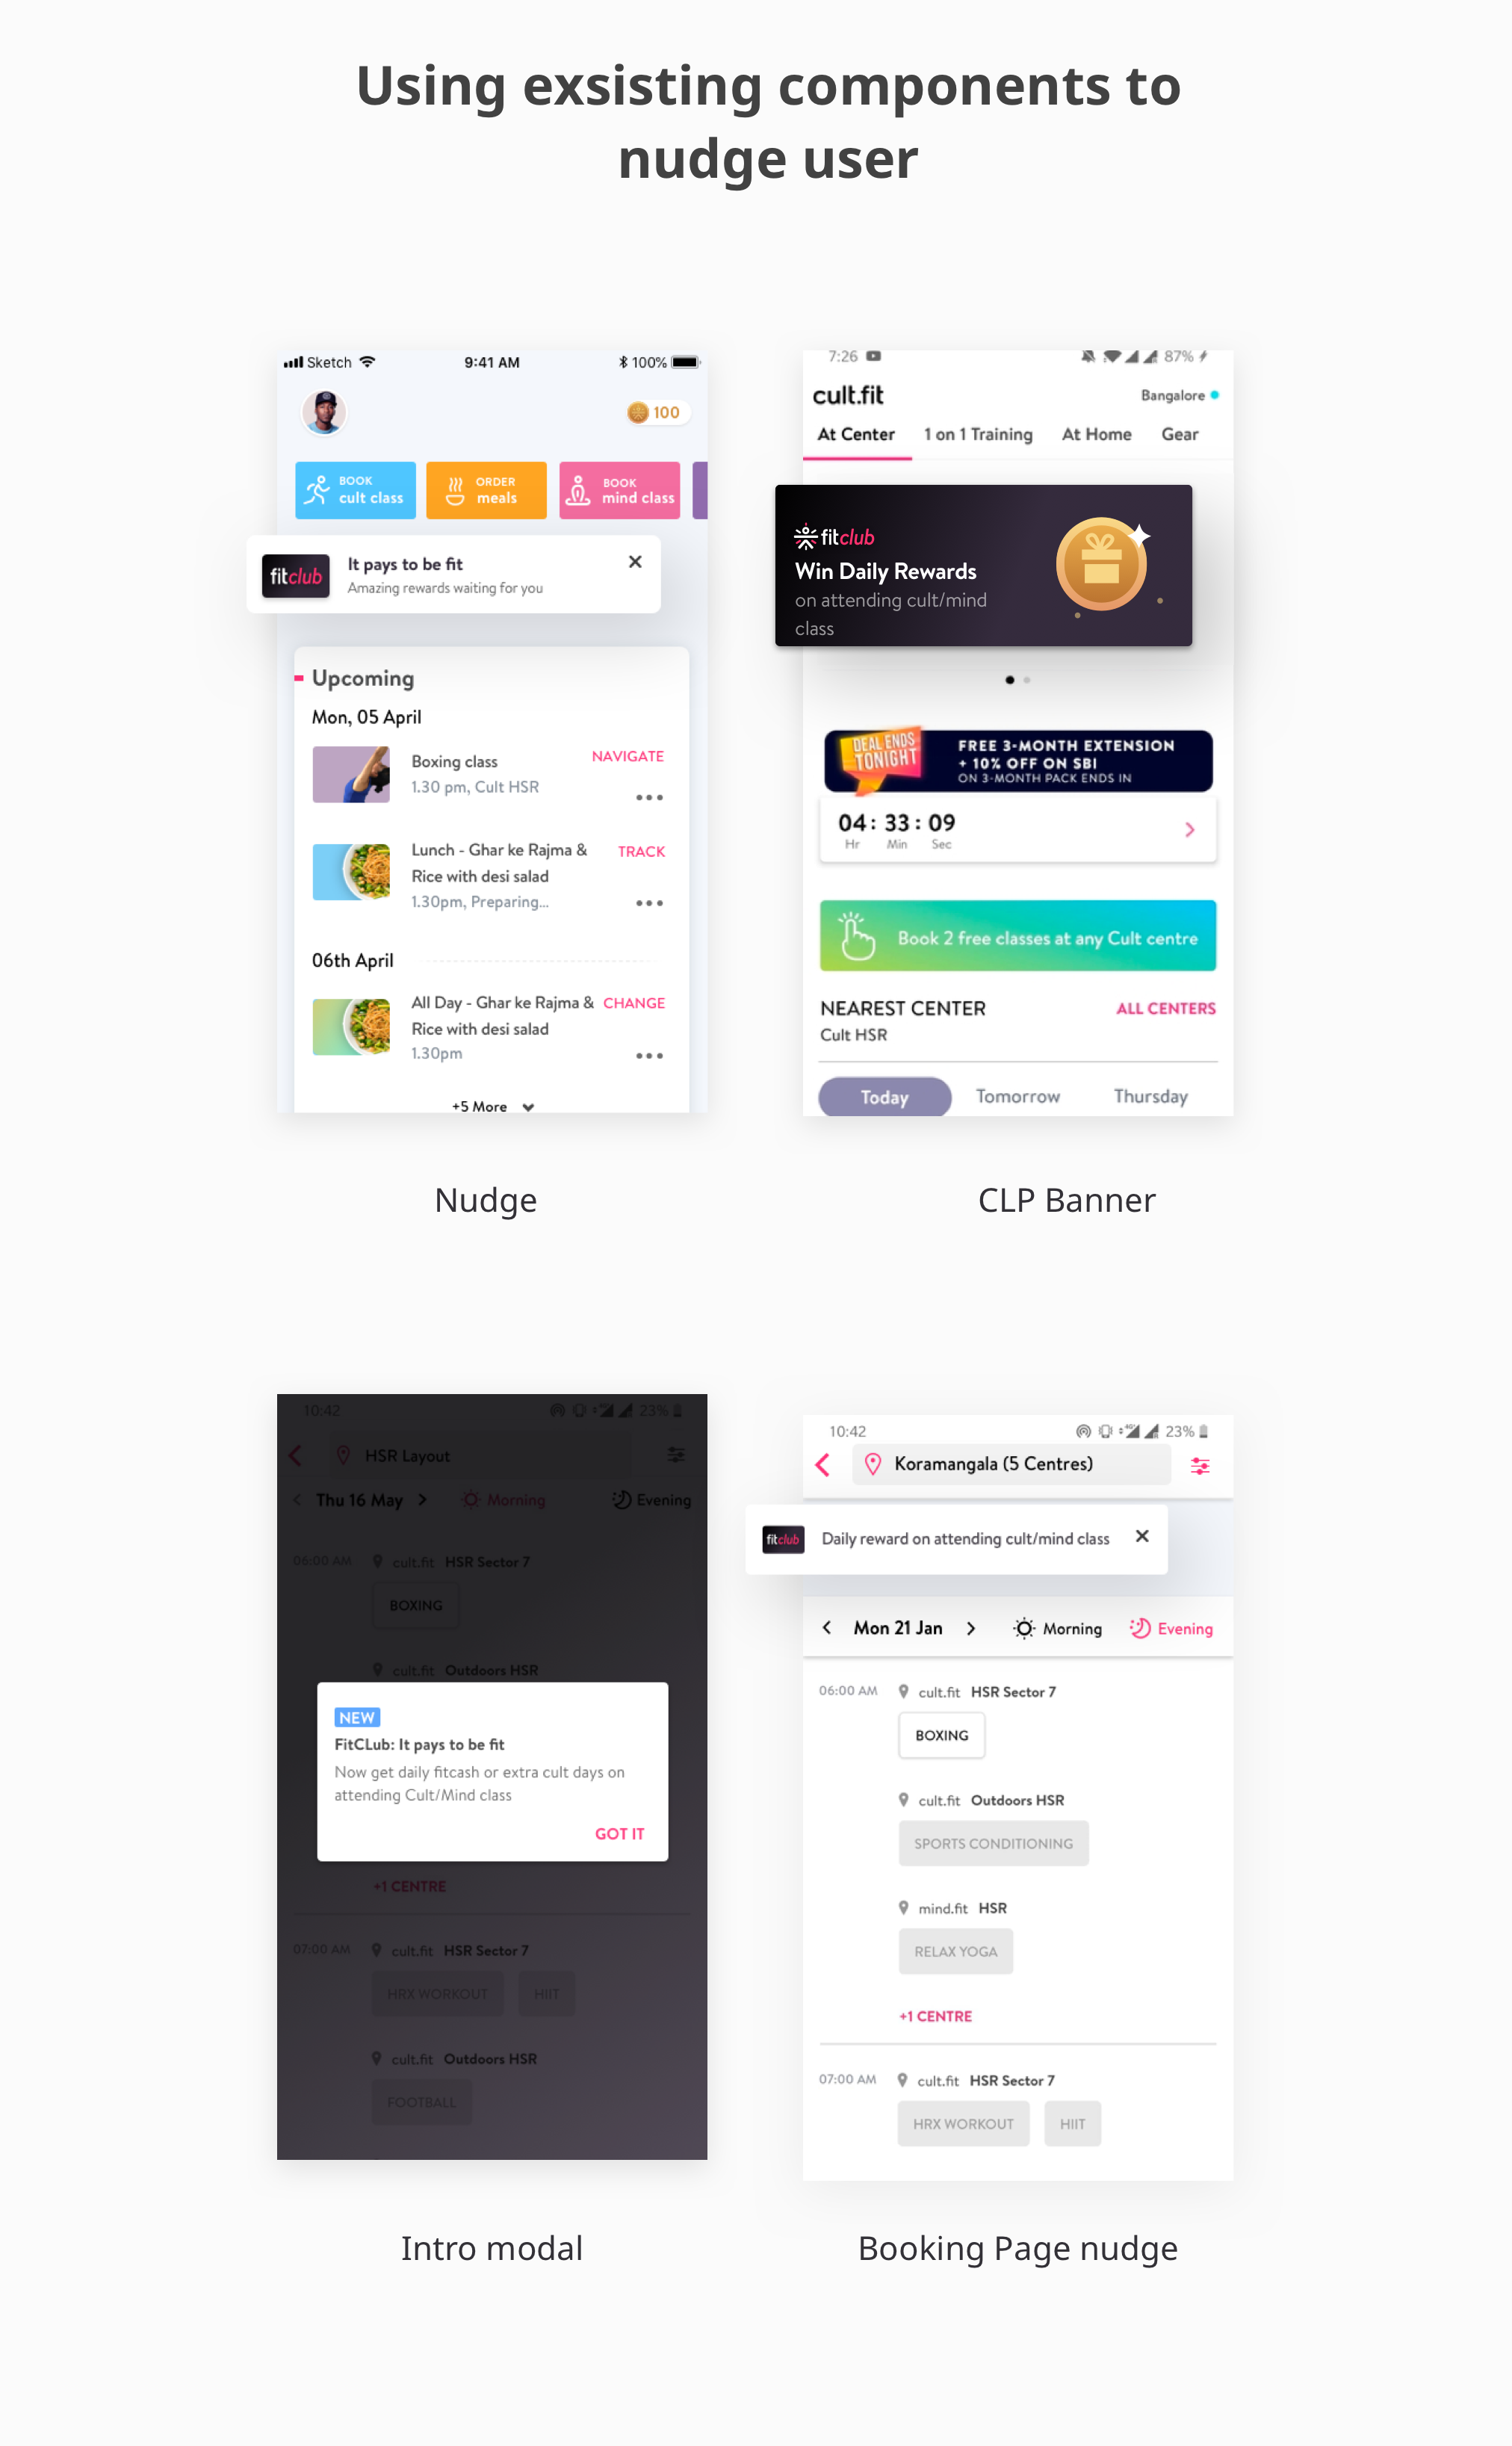 Using exsisting components to
nudge user
Sketch 9:41 AM 100%
100
BOOK
cult class
ORDER
meals
BOOK
mind class
fitclub
It pays to be fit
Amazing rewards waiting for you
Upcoming
Mon, 05 April
Boxing class
NAVIGATE
1.30 pm, Cult HSR
Lunch - Ghar ke Rajma &
TRACK
Rice with desi salad
1.30pm, Preparing...
06th April
All Day - Ghar ke Rajma &
CHANGE
Rice with desi salad
1.30pm
+5 More
Nudge
7:26 87%
cult.fit
Bangalore
At Center 1 on 1 Training At Home Gear
fitclub
Win Daily Rewards
on attending cult/mind
class
DEAL ENDS
TONIGHT
FREE 3-MONTH EXTENSION
+ 10% OFF ON SBI
ON 3-MONTH PACK ENDS IN
04 : 33 : 09
Hr Min Sec
Book 2 free classes at any Cult centre
NEAREST CENTER
ALL CENTERS
Cult HSR
Today Tomorrow Thursday
CLP Banner
10:42 23%
HSR Layout
Thu 16 May Morning Evening
06:00 AM cult.fit HSR Sector 7
BOXING
cult.fit Outdoors HSR
NEW
FitCLub: It pays to be fit
Now get daily fitcash or extra cult days on
attending Cult/Mind class
GOT IT
+1 CENTRE
07:00 AM cult.fit HSR Sector 7
HRX WORKOUT HIIT
cult.fit Outdoors HSR
FOOTBALL
Intro modal
10:42 4G 23%
Koramangala (5 Centres)
fitclub
Daily reward on attending cult/mind class
Mon 21 Jan Morning Evening
06:00 AM cult.fit HSR Sector 7
BOXING
cult.fit Outdoors HSR
SPORTS CONDITIONING
mind.fit HSR
RELAX YOGA
+1 CENTRE
07:00 AM cult.fit HSR Sector 7
HRX WORKOUT HIIT
Booking Page nudge